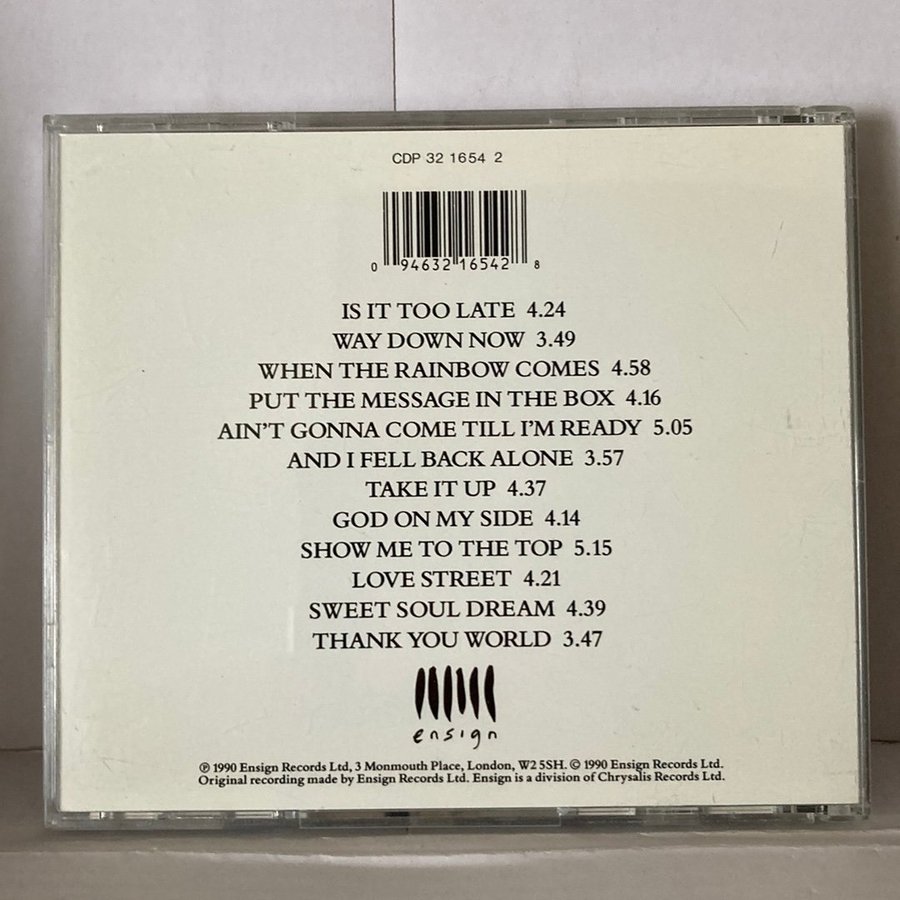 CDP 32 1654 2
0 94632 16542 8
IS IT TOO LATE 4.24
WAY DOWN NOW 3.49
WHEN THE RAINBOW COMES 4.58
PUT THE MESSAGE IN THE BOX 4.16
AIN'T GONNA COME TILL I'M READY 5.05
AND I FELL BACK ALONE 3.57
TAKE IT UP 4.37
GOD ON MY SIDE 4.14
SHOW ME TO THE TOP 5.15
LOVE STREET 4.21
SWEET SOUL DREAM 4.39
THANK YOU WORLD 3.47
ensign
℗ 1990 Ensign Records Ltd, 3 Monmouth Place, London, W2 5SH. © 1990 Ensign Records Ltd.
Original recording made by Ensign Records Ltd. Ensign is a division of Chrysalis Records Ltd.